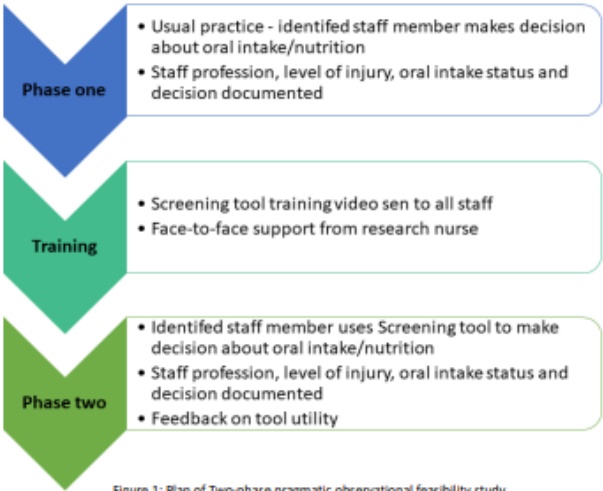 Phase one
• Usual practice - identifed staff member makes decision
about oral intake/nutrition
• Staff profession, level of injury, oral intake status and
decision documented
Training
• Screening tool training video sen to all staff
• Face-to-face support from research nurse
Phase two
• Identifed staff member uses Screening tool to make
decision about oral intake/nutrition
• Staff profession, level of injury, oral intake status and
decision documented
• Feedback on tool utility
Figure 1: Plan of Two-phase pragmatic observational feasibility study